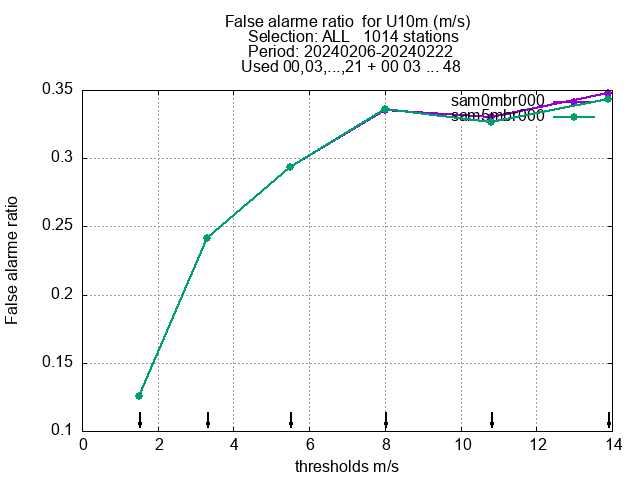 False alarme ratio  for U10m (m/s)
Selection: ALL   1014 stations
Period: 20240206-20240222
Used 00,03,...,21 + 00 03 ... 48
sam0mbr000
sam5mbr000
0.35
0.3
0.25
0.2
0.15
0.1
False alarme ratio
0 2 4 6 8 10 12 14
thresholds m/s